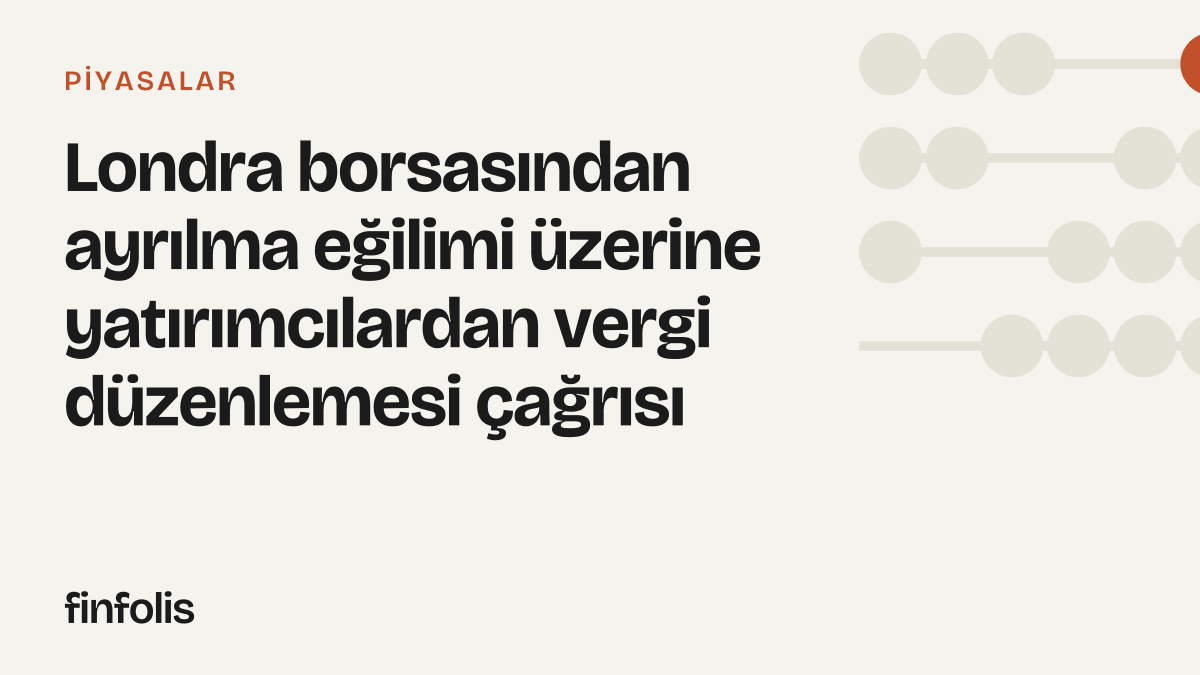 PİYASALAR
Londra borsasından
ayrılma eğilimi üzerine
yatırımcılardan vergi
düzenlemesi çağrısı
finfolis